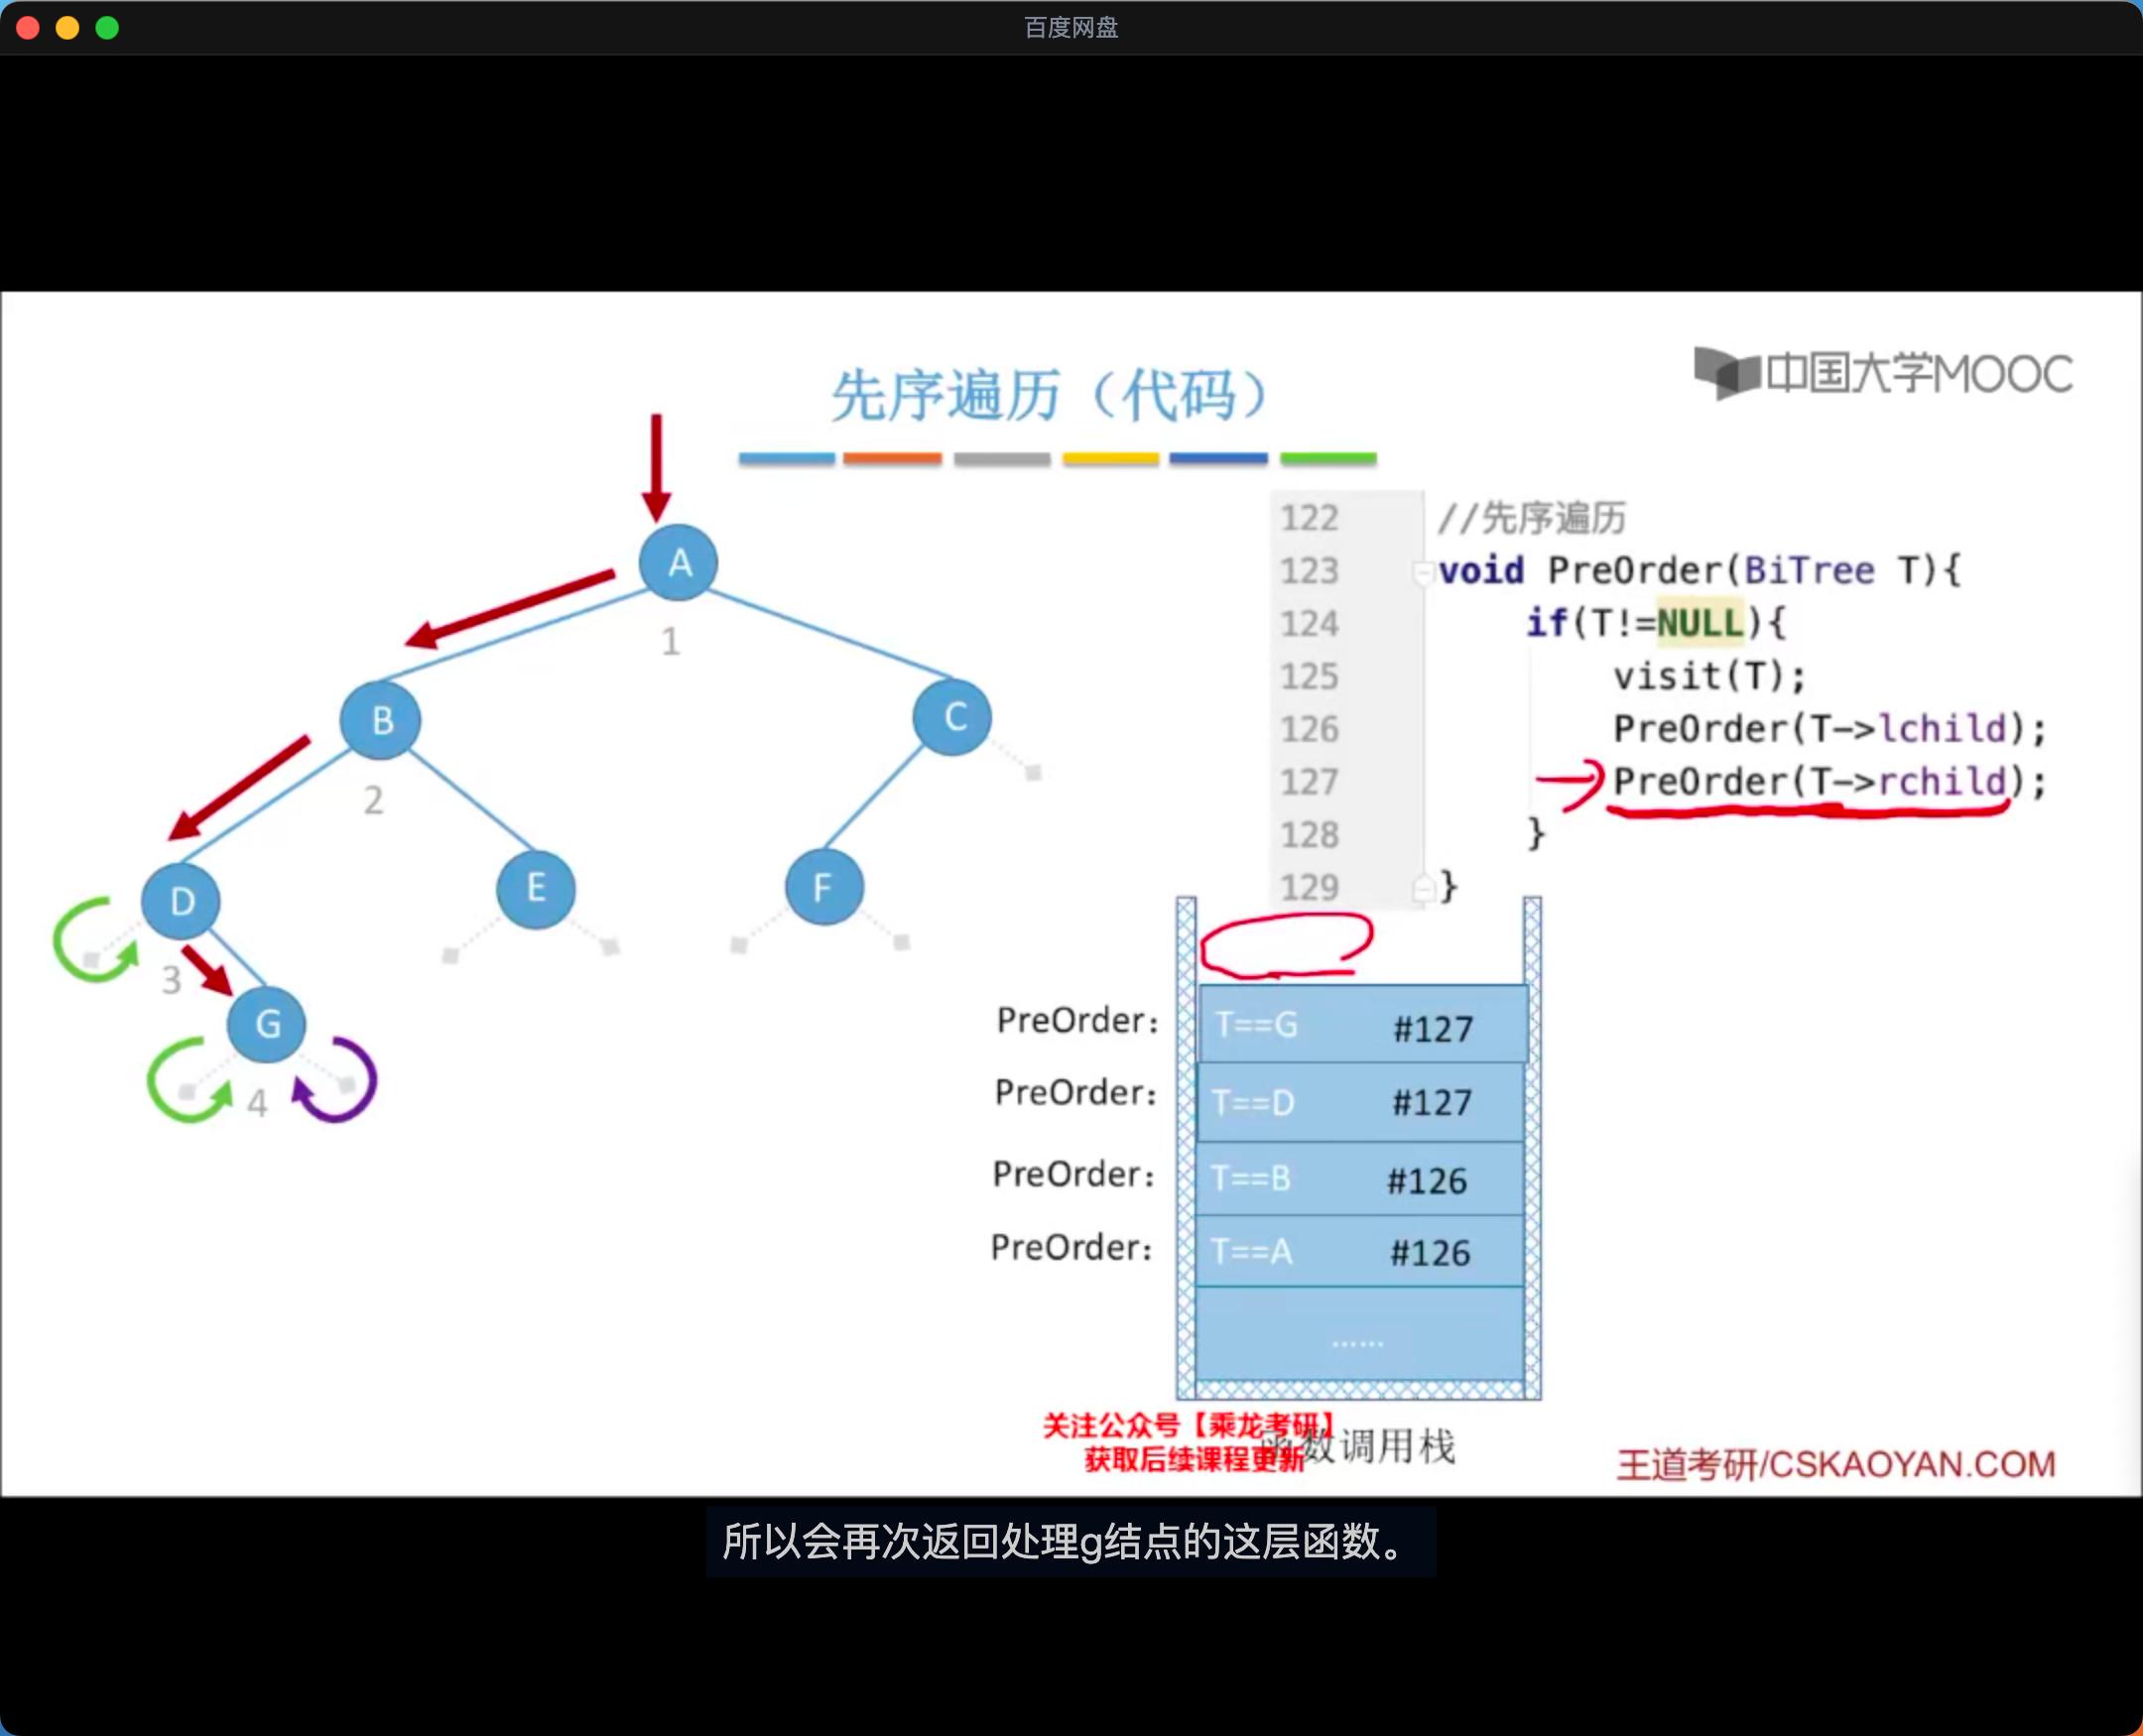 百度网盘
先序遍历（代码）
中国大学MOOC
A
1
B
C
2
D
E
F
3
G
4
122 //先序遍历
123 void PreOrder(BiTree T){
124 if(T!=NULL){
125 visit(T);
126 PreOrder(T->lchild);
127 PreOrder(T->rchild);
128 }
129 }
PreOrder: T==G #127
PreOrder: T==D #127
PreOrder: T==B #126
PreOrder: T==A #126
……
关注公众号【乘龙考研】
获取后续课程更新
函数调用栈
王道考研/CSKAOYAN.COM
所以会再次返回处理g结点的这层函数。